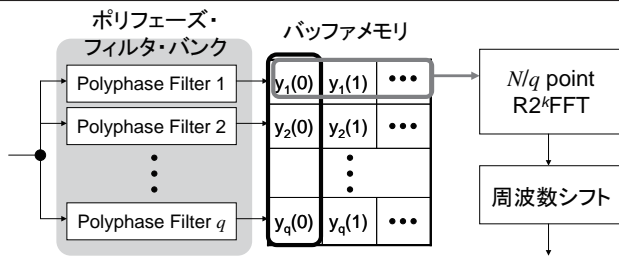 ポリフェーズ・
フィルタ・バンク
バッファメモリ
Polyphase Filter 1
y₁(0) y₁(1) •••
N/q point
R2ᵏFFT
Polyphase Filter 2
y₂(0) y₂(1) •••
Polyphase Filter q
y_q(0) y_q(1) •••
周波数シフト